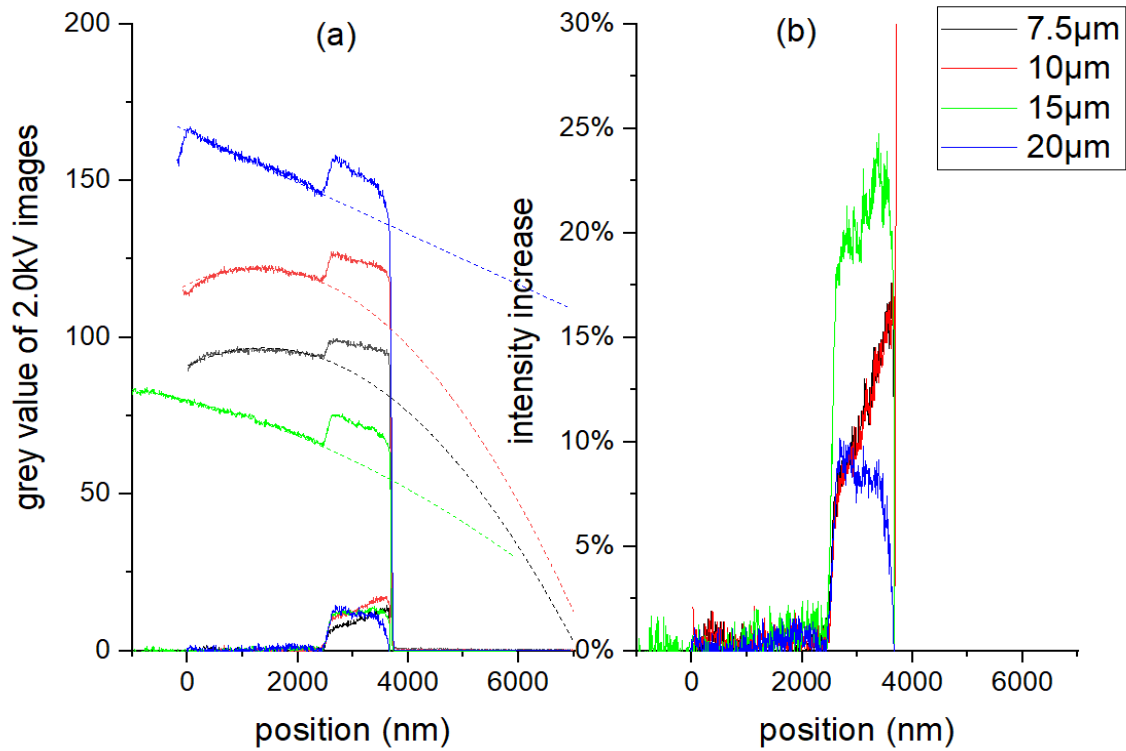 (a)
200
150
100
50
0
grey value of 2.0kV images
0 2000 4000 6000
position (nm)
(b)
30%
25%
20%
15%
10%
5%
0%
intensity increase
0 2000 4000 6000
position (nm)
7.5µm
10µm
15µm
20µm